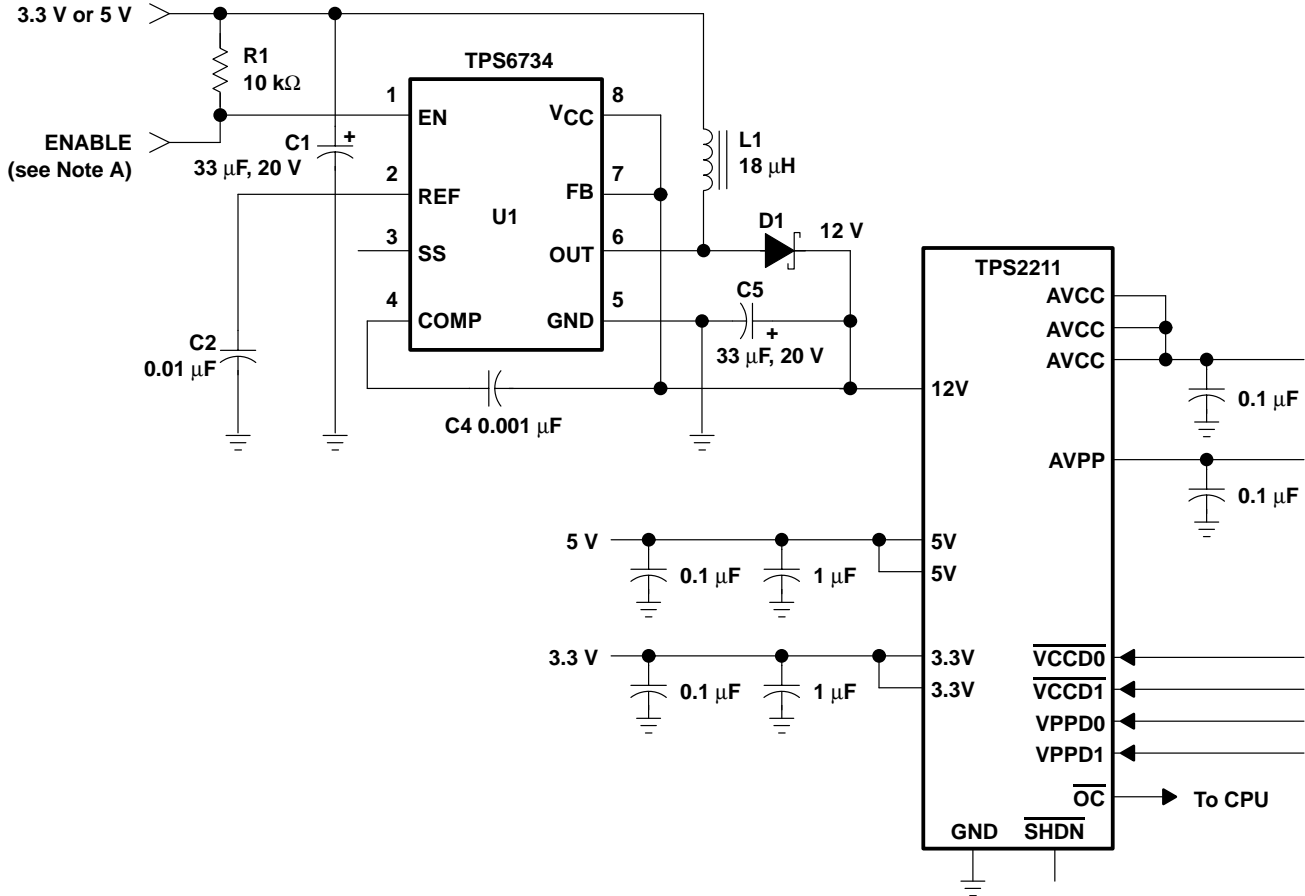 3.3 V or 5 V
R1
10 kΩ
ENABLE
(see Note A)
C1
+
33 μF, 20 V
TPS6734
1
EN
8
VCC
2
REF
7
FB
U1
3
SS
6
OUT
4
COMP
5
GND
L1
18 μH
D1
12 V
C5
+
33 μF, 20 V
C2
0.01 μF
C4 0.001 μF
TPS2211
AVCC
AVCC
AVCC
0.1 μF
12V
AVPP
0.1 μF
5 V
0.1 μF
1 μF
5V
5V
3.3 V
0.1 μF
1 μF
3.3V
3.3V
VCCD0
VCCD1
VPPD0
VPPD1
OC
To CPU
GND
SHDN